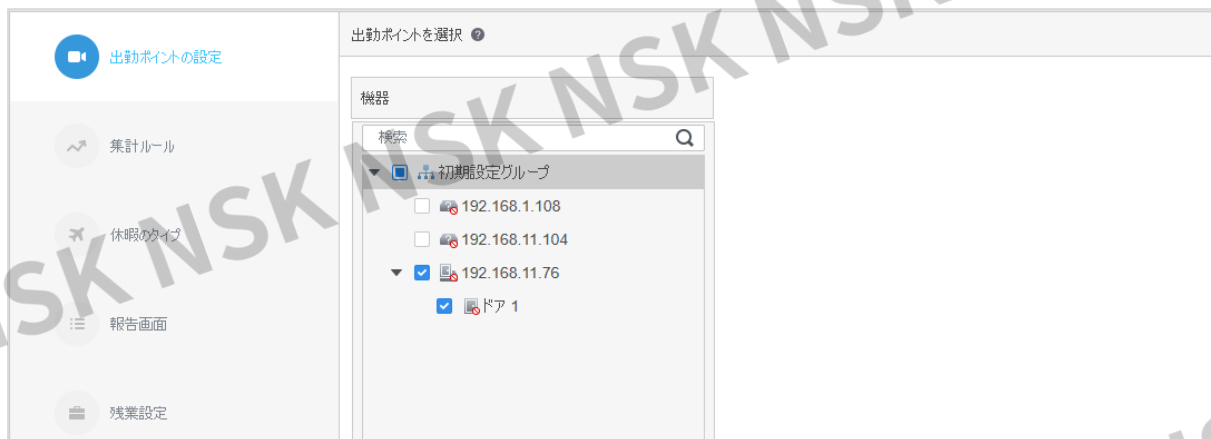 出勤ポイントの設定
集計ルール
休暇のタイプ
報告画面
残業設定
出勤ポイントを選択 ?
機器
検索
初期設定グループ
192.168.1.108
192.168.11.104
192.168.11.76
ドア 1
NSK NSK NSK NSK NSK